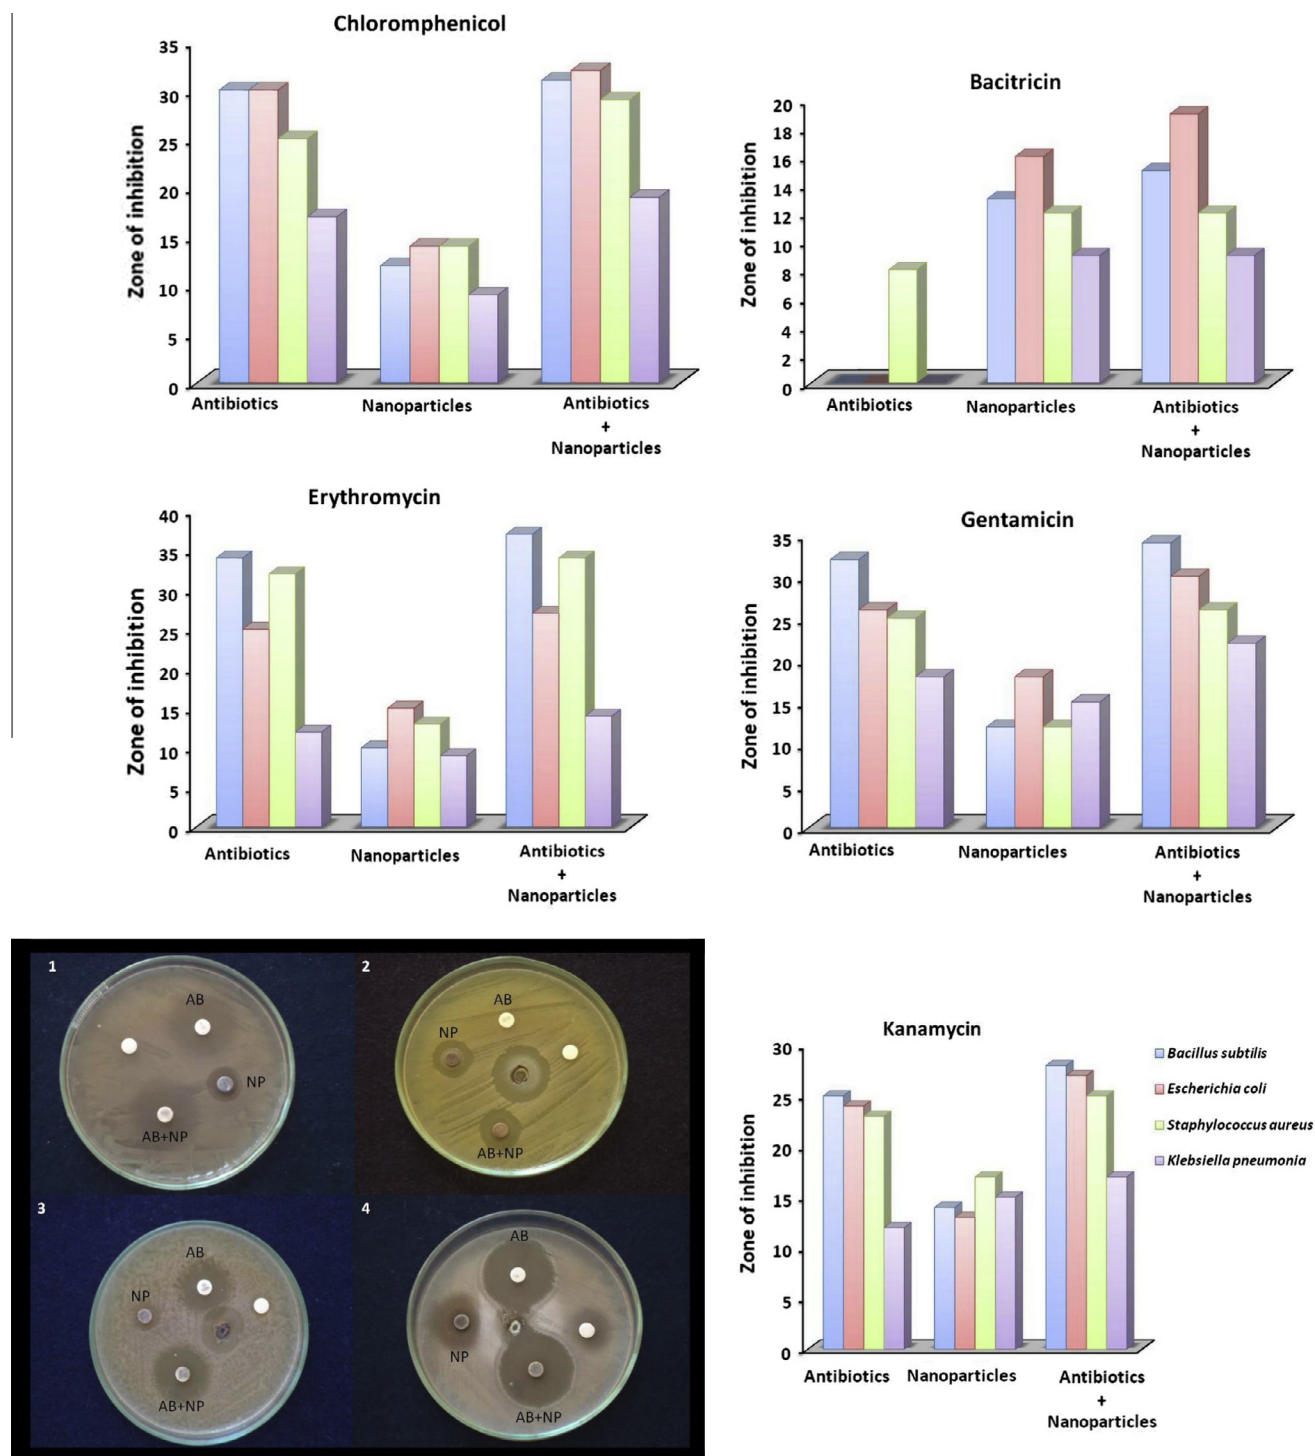 Chloromphenicol
Zone of inhibition
35
30
25
20
15
10
5
0
Antibiotics
Nanoparticles
Antibiotics
+
Nanoparticles
Bacitricin
Zone of inhibition
20
18
16
14
12
10
8
6
4
2
0
Antibiotics
Nanoparticles
Antibiotics
+
Nanoparticles
Erythromycin
Zone of inhibition
40
35
30
25
20
15
10
5
0
Antibiotics
Nanoparticles
Antibiotics
+
Nanoparticles
Gentamicin
Zone of inhibition
35
30
25
20
15
10
5
0
Antibiotics
Nanoparticles
Antibiotics
+
Nanoparticles
1
AB
NP
AB+NP
2
AB
NP
AB+NP
3
AB
NP
AB+NP
4
AB
NP
AB+NP
Kanamycin
Zone of inhibition
30
25
20
15
10
5
0
Antibiotics
Nanoparticles
Antibiotics
+
Nanoparticles
Bacillus subtilis
Escherichia coli
Staphylococcus aureus
Klebsiella pneumonia